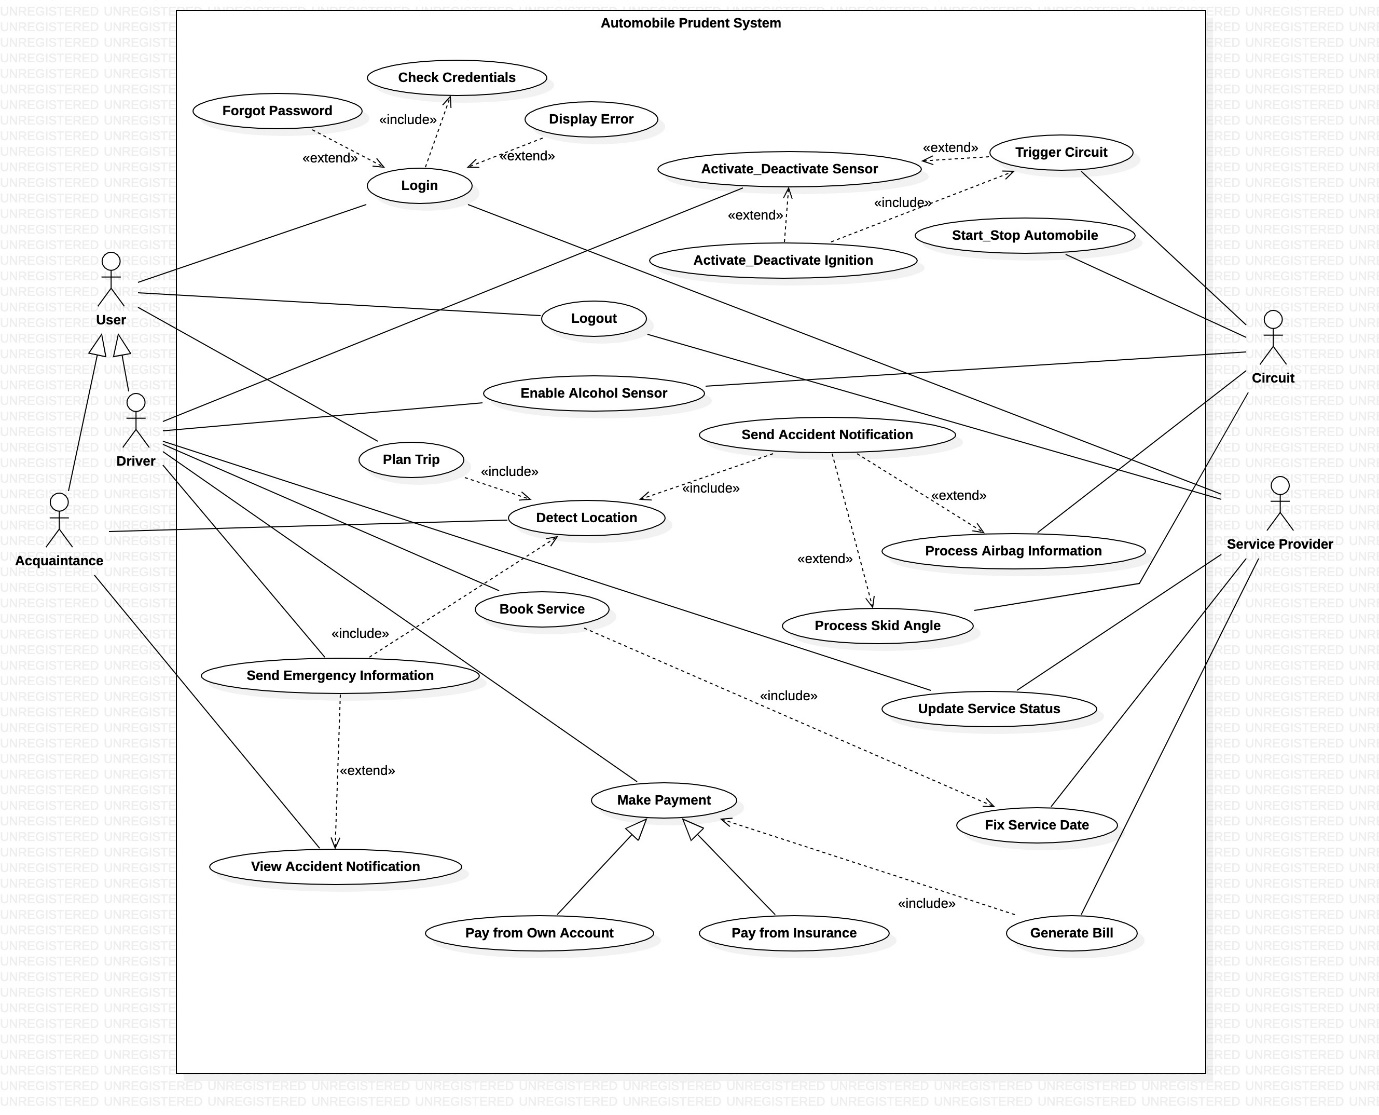 Automobile Prudent System
Check Credentials
Forgot Password
«include»
Display Error
«extend»
«extend»
Login
«extend»
Trigger Circuit
Activate_Deactivate Sensor
«include»
«extend»
Start_Stop Automobile
Activate_Deactivate Ignition
User
Logout
Circuit
Enable Alcohol Sensor
Driver
Send Accident Notification
Plan Trip
«include»
«include»
«extend»
Detect Location
Acquaintance
Process Airbag Information
Service Provider
«extend»
Book Service
«include»
Process Skid Angle
Send Emergency Information
«include»
Update Service Status
«extend»
Make Payment
Fix Service Date
View Accident Notification
«include»
Pay from Own Account
Pay from Insurance
Generate Bill
UNREGISTERED